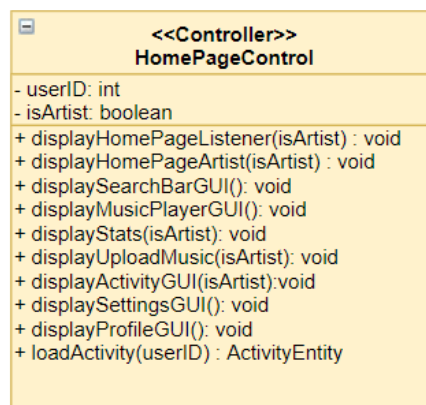 <<Controller>>
HomePageControl
- userID: int
- isArtist: boolean
+ displayHomePageListener(isArtist) : void
+ displayHomePageArtist(isArtist) : void
+ displaySearchBarGUI(): void
+ displayMusicPlayerGUI(): void
+ displayStats(isArtist): void
+ displayUploadMusic(isArtist): void
+ displayActivityGUI(isArtist):void
+ displaySettingsGUI(): void
+ displayProfileGUI(): void
+ loadActivity(userID) : ActivityEntity